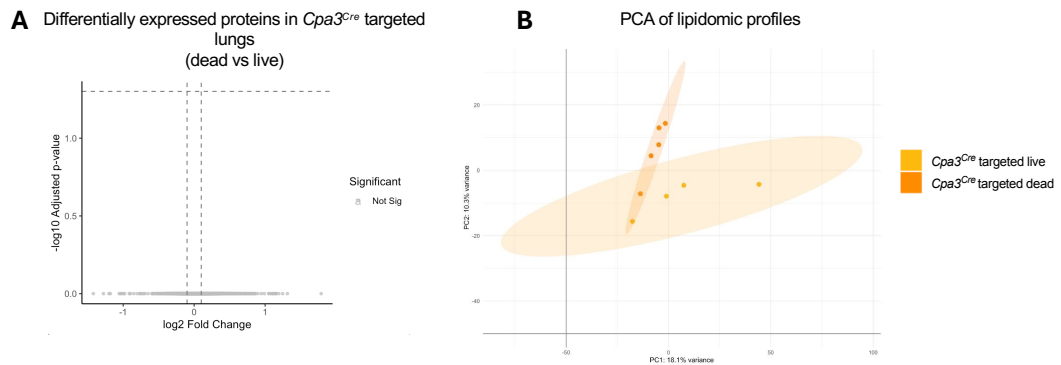 A
Differentially expressed proteins in Cpa3Cre targeted
lungs
(dead vs live)
-log10 Adjusted p-value
1.0
0.5
0.0
-1
0
1
log2 Fold Change
Significant
Not Sig
B
PCA of lipidomic profiles
PC2: 10.3% variance
20
0
-20
-40
-50
0
50
100
PC1: 18.1% variance
Cpa3Cre targeted live
Cpa3Cre targeted dead